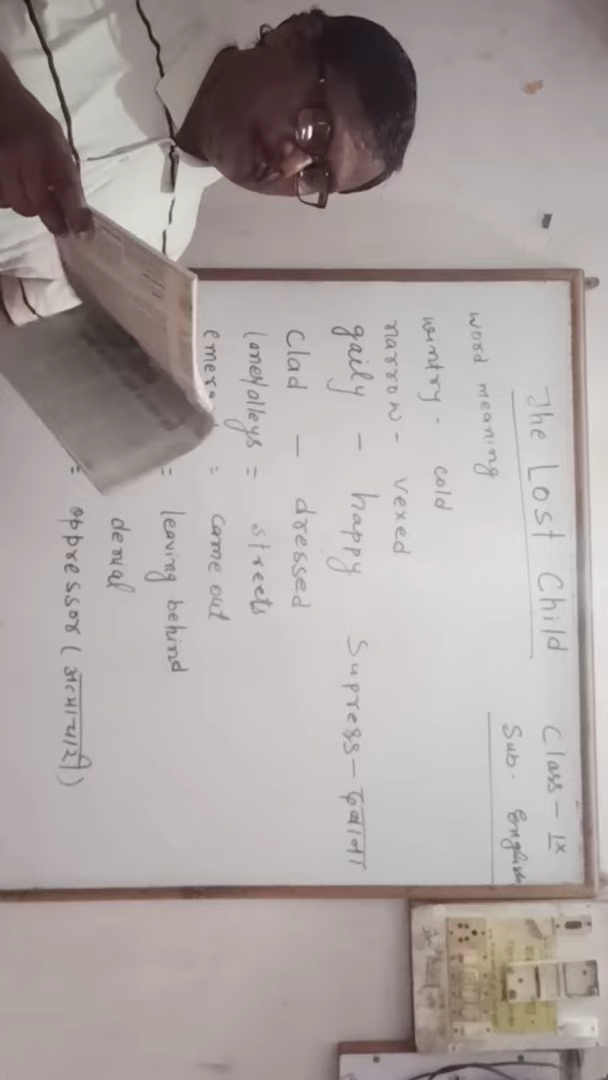 The Lost Child
Class - IX
Sub - English
word meaning
wintry - cold
narrow - vexed
gaily - happy
Supress - दबाना
clad - dressed
lanes/alleys = streets
= came out
= leaving behind
denial
= oppressor (अत्याचारी)